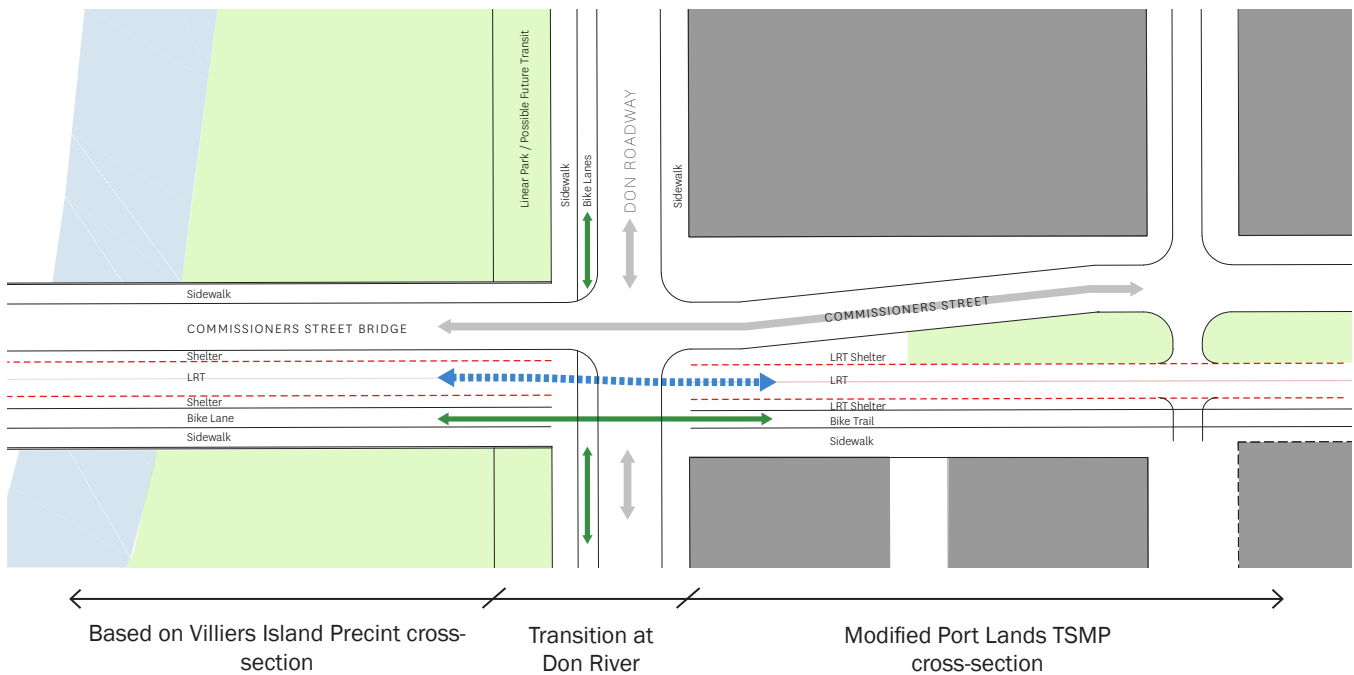 Linear Park / Possible Future Transit
Sidewalk
Bike Lanes
DON ROADWAY
Sidewalk
Sidewalk
COMMISSIONERS STREET BRIDGE
COMMISSIONERS STREET
Shelter
LRT
Shelter
Bike Lane
Sidewalk
LRT Shelter
LRT
LRT Shelter
Bike Trail
Sidewalk
Based on Villiers Island Precint cross-
section
Transition at
Don River
Modified Port Lands TSMP
cross-section